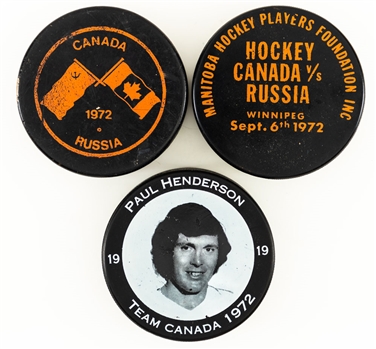 CANADA
1972
RUSSIA
MANITOBA HOCKEY PLAYERS FOUNDATION INC
HOCKEY
CANADA V/S
RUSSIA
WINNIPEG
Sept. 6th 1972
PAUL HENDERSON
19 19
TEAM CANADA 1972